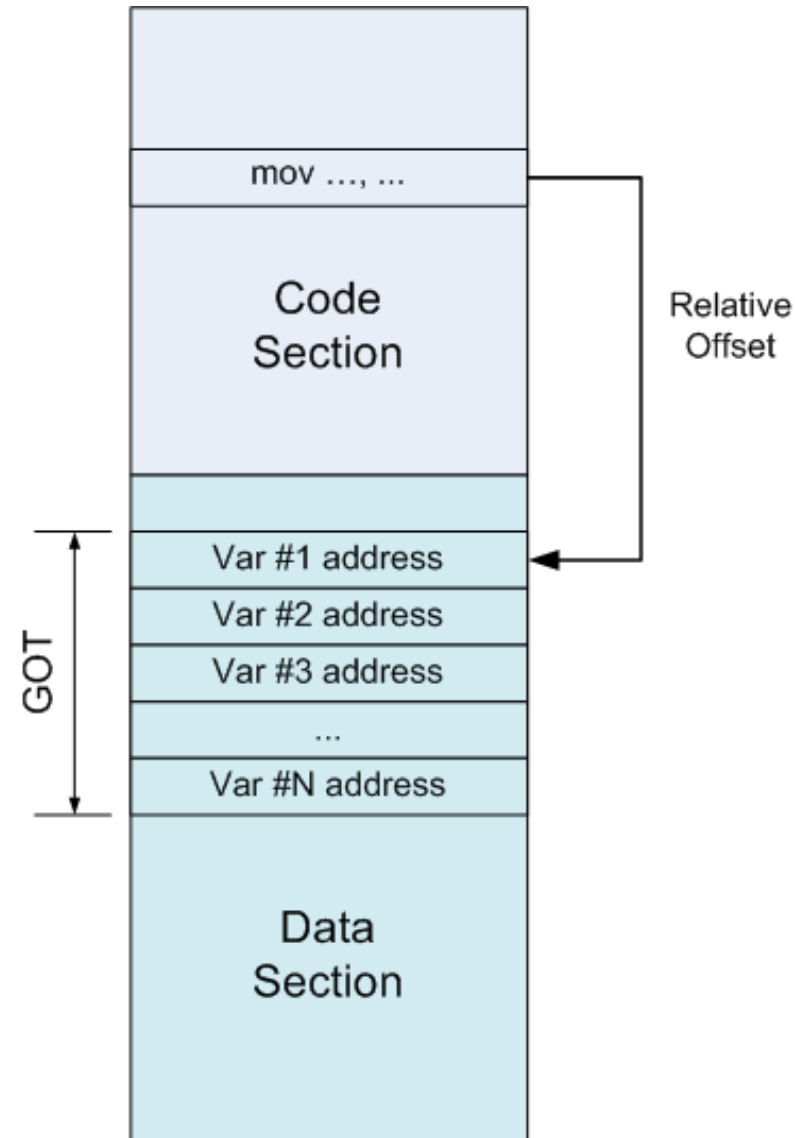 mov ..., ...
Code
Section
Relative
Offset
Var #1 address
Var #2 address
Var #3 address
...
Var #N address
GOT
Data
Section